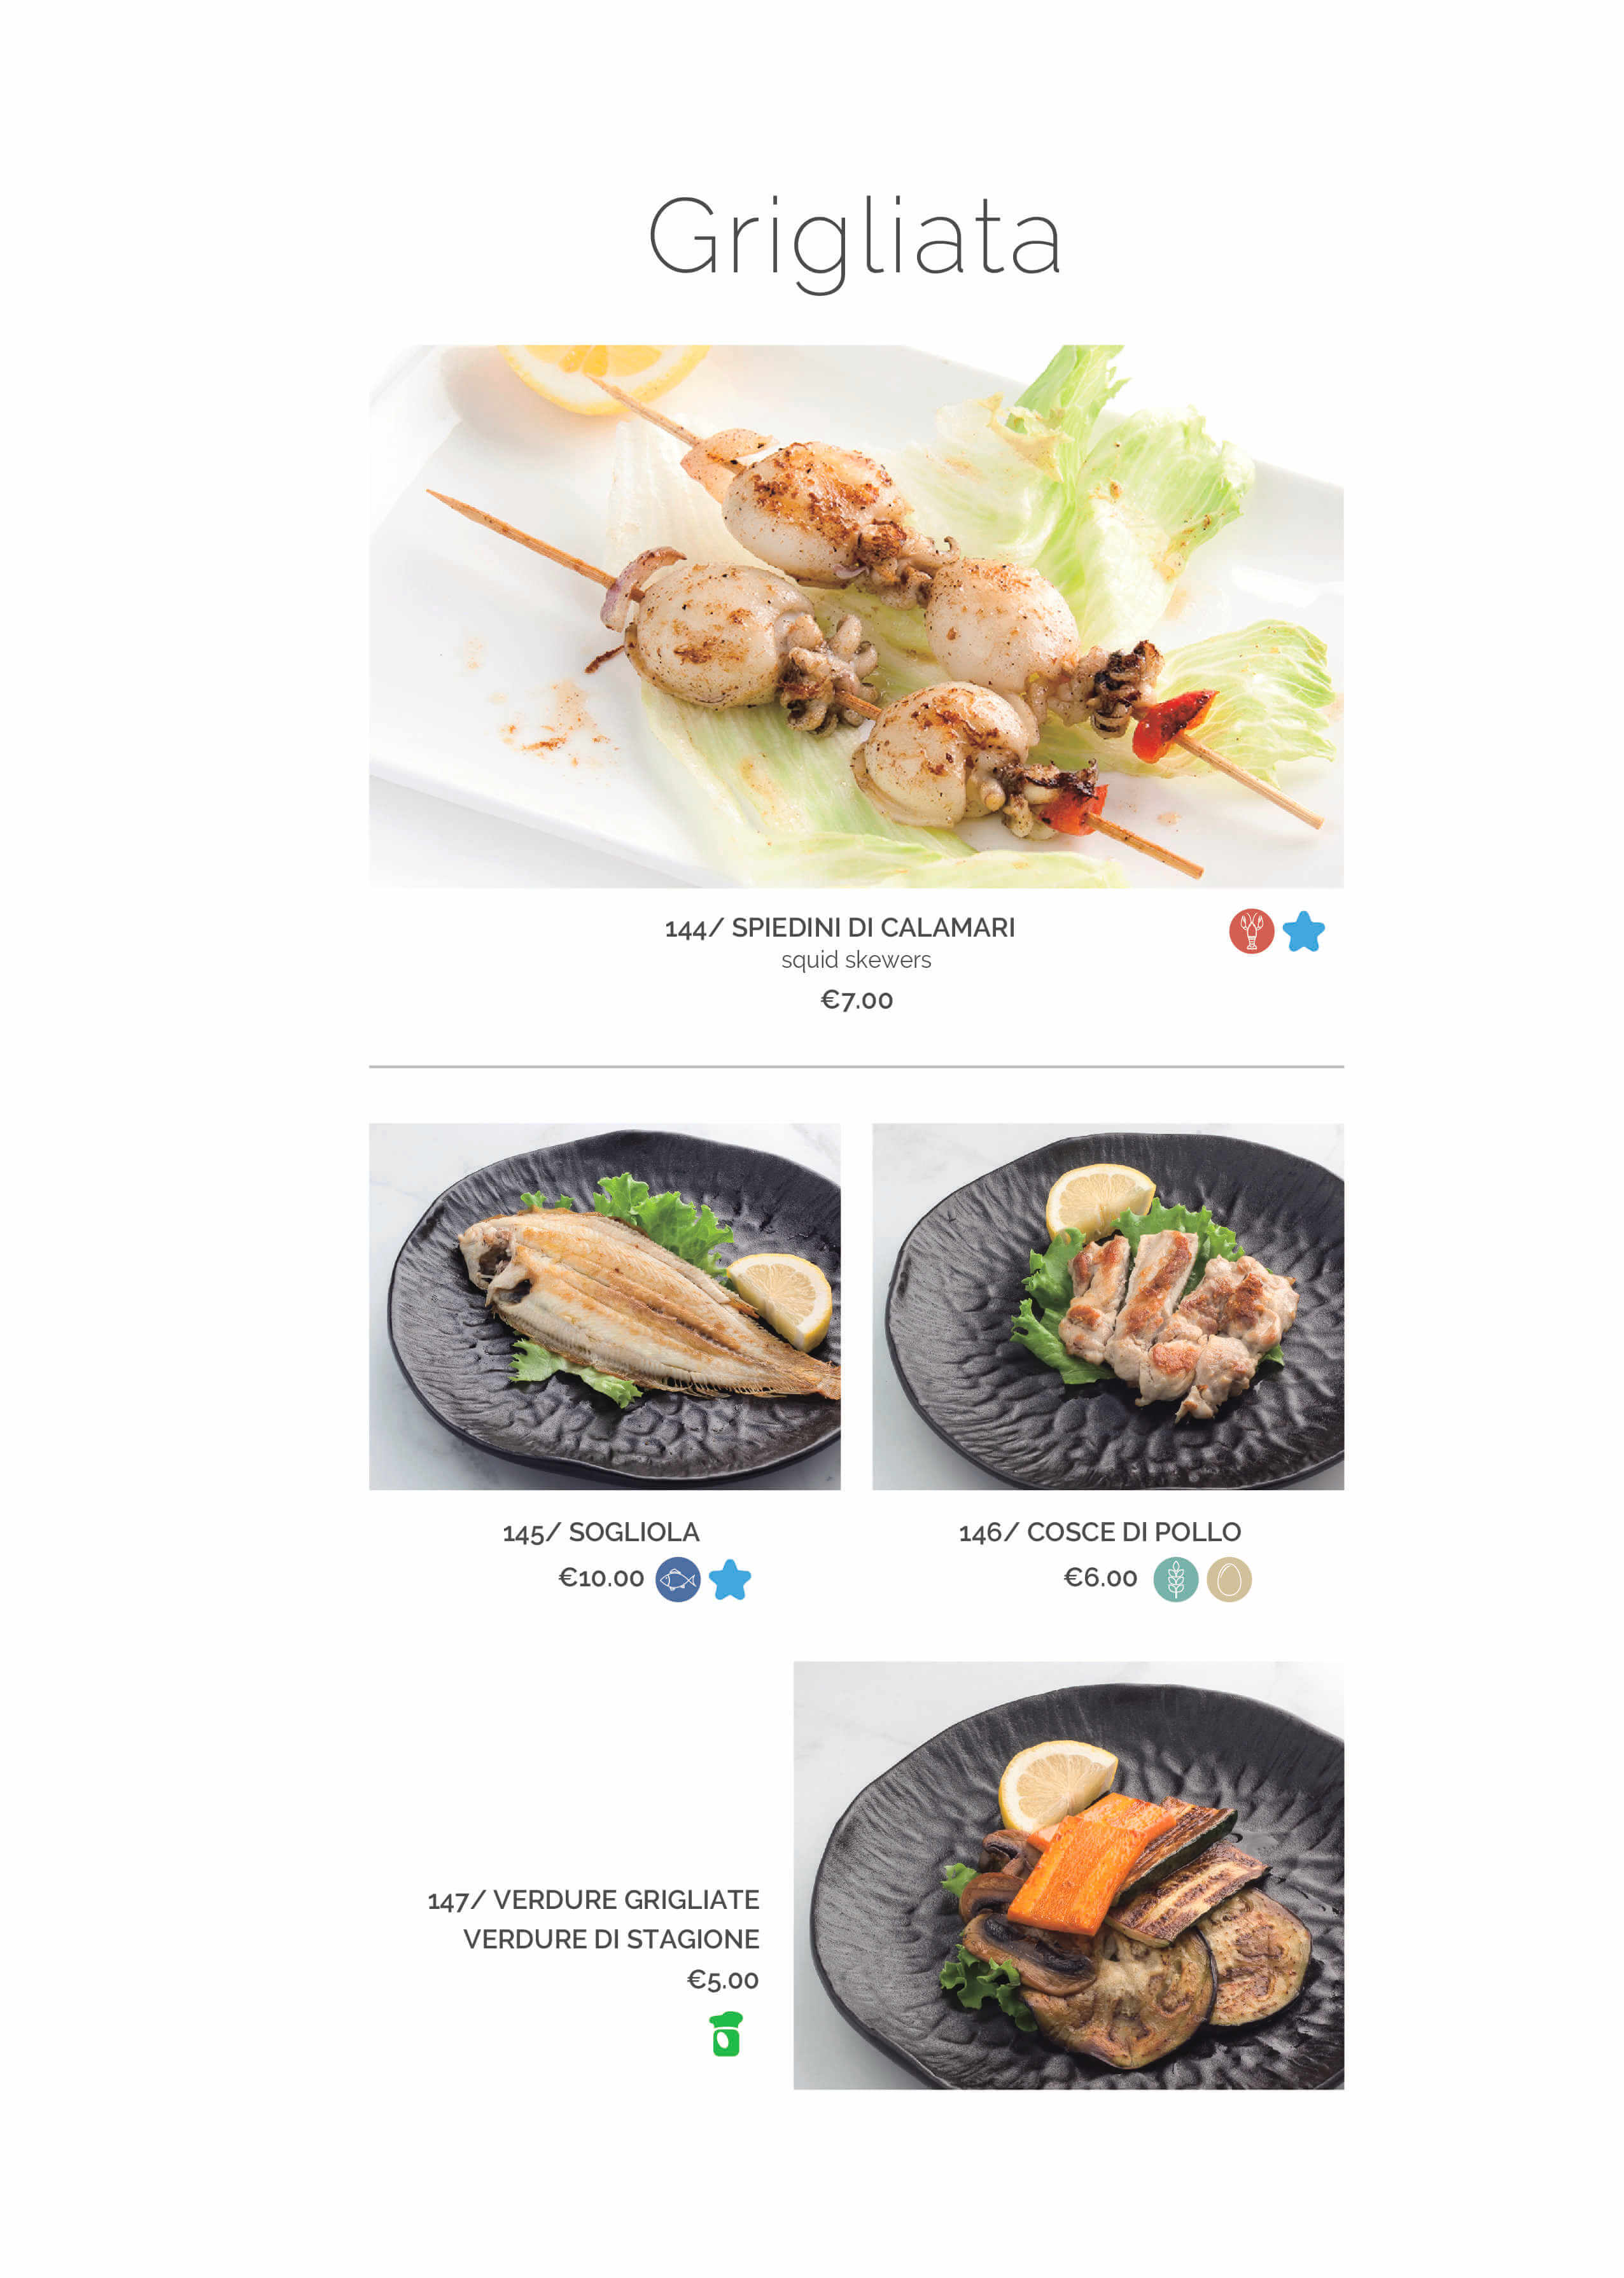 Grigliata
144/ SPIEDINI DI CALAMARI
squid skewers
€7.00
145/ SOGLIOLA
€10.00
146/ COSCE DI POLLO
€6.00
147/ VERDURE GRIGLIATE
VERDURE DI STAGIONE
€5.00